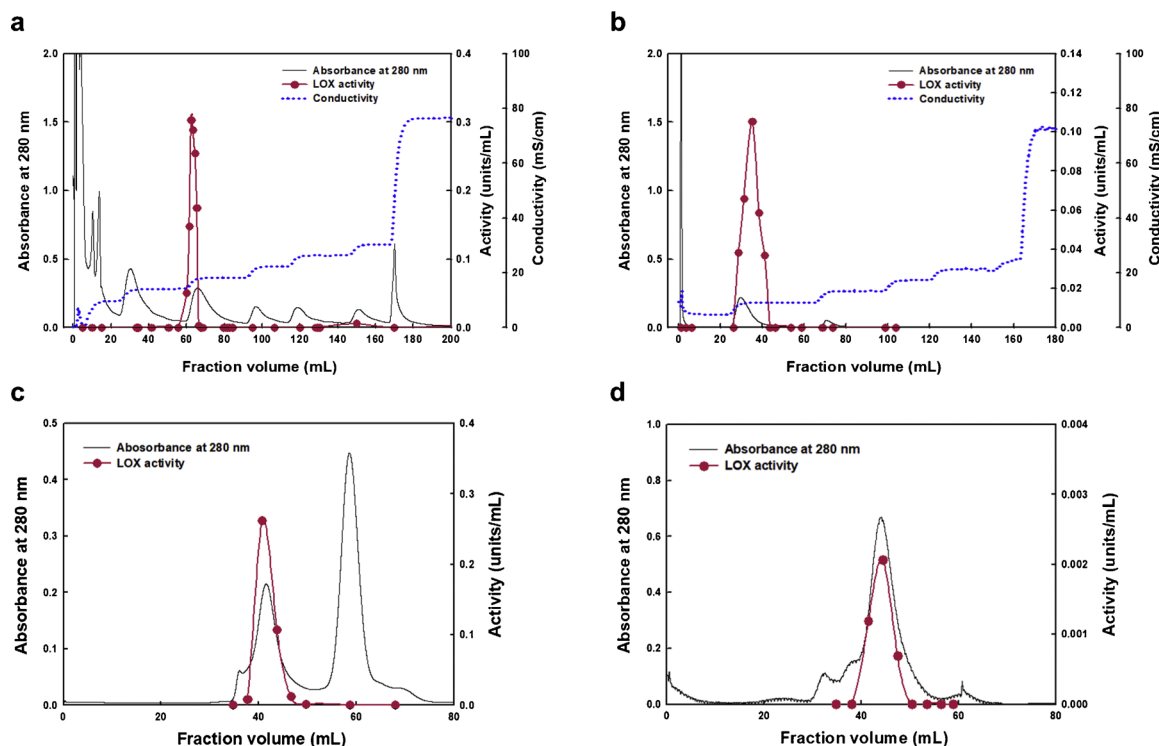 a
2.0 1.5 1.0 0.5 0.0
Absorbance at 280 nm
Absorbance at 280 nm
LOX activity
Conductivity
0.4 0.3 0.2 0.1 0.0
Activity (units/mL)
100 80 60 40 20 0
Conductivity (mS/cm)
0 20 40 60 80 100 120 140 160 180 200
Fraction volume (mL)
b
2.0 1.5 1.0 0.5 0.0
Absorbance at 280 nm
Absorbance at 280 nm
LOX activity
Conductivity
0.14 0.12 0.10 0.08 0.06 0.04 0.02 0.00
Activity (units/mL)
100 80 60 40 20 0
Conductivity (mS/cm)
0 20 40 60 80 100 120 140 160 180
Fraction volume (mL)
c
0.5 0.4 0.3 0.2 0.1 0.0
Absorbance at 280 nm
Abosorbance at 280 nm
LOX activity
0.4 0.3 0.2 0.1 0.0
Activity (units/mL)
0 20 40 60 80
Fraction volume (mL)
d
1.0 0.8 0.6 0.4 0.2 0.0
Absorbance at 280 nm
Absorbance at 280 nm
LOX activity
0.004 0.003 0.002 0.001 0.000
Activity (units/mL)
0 20 40 60 80
Fraction volume (mL)